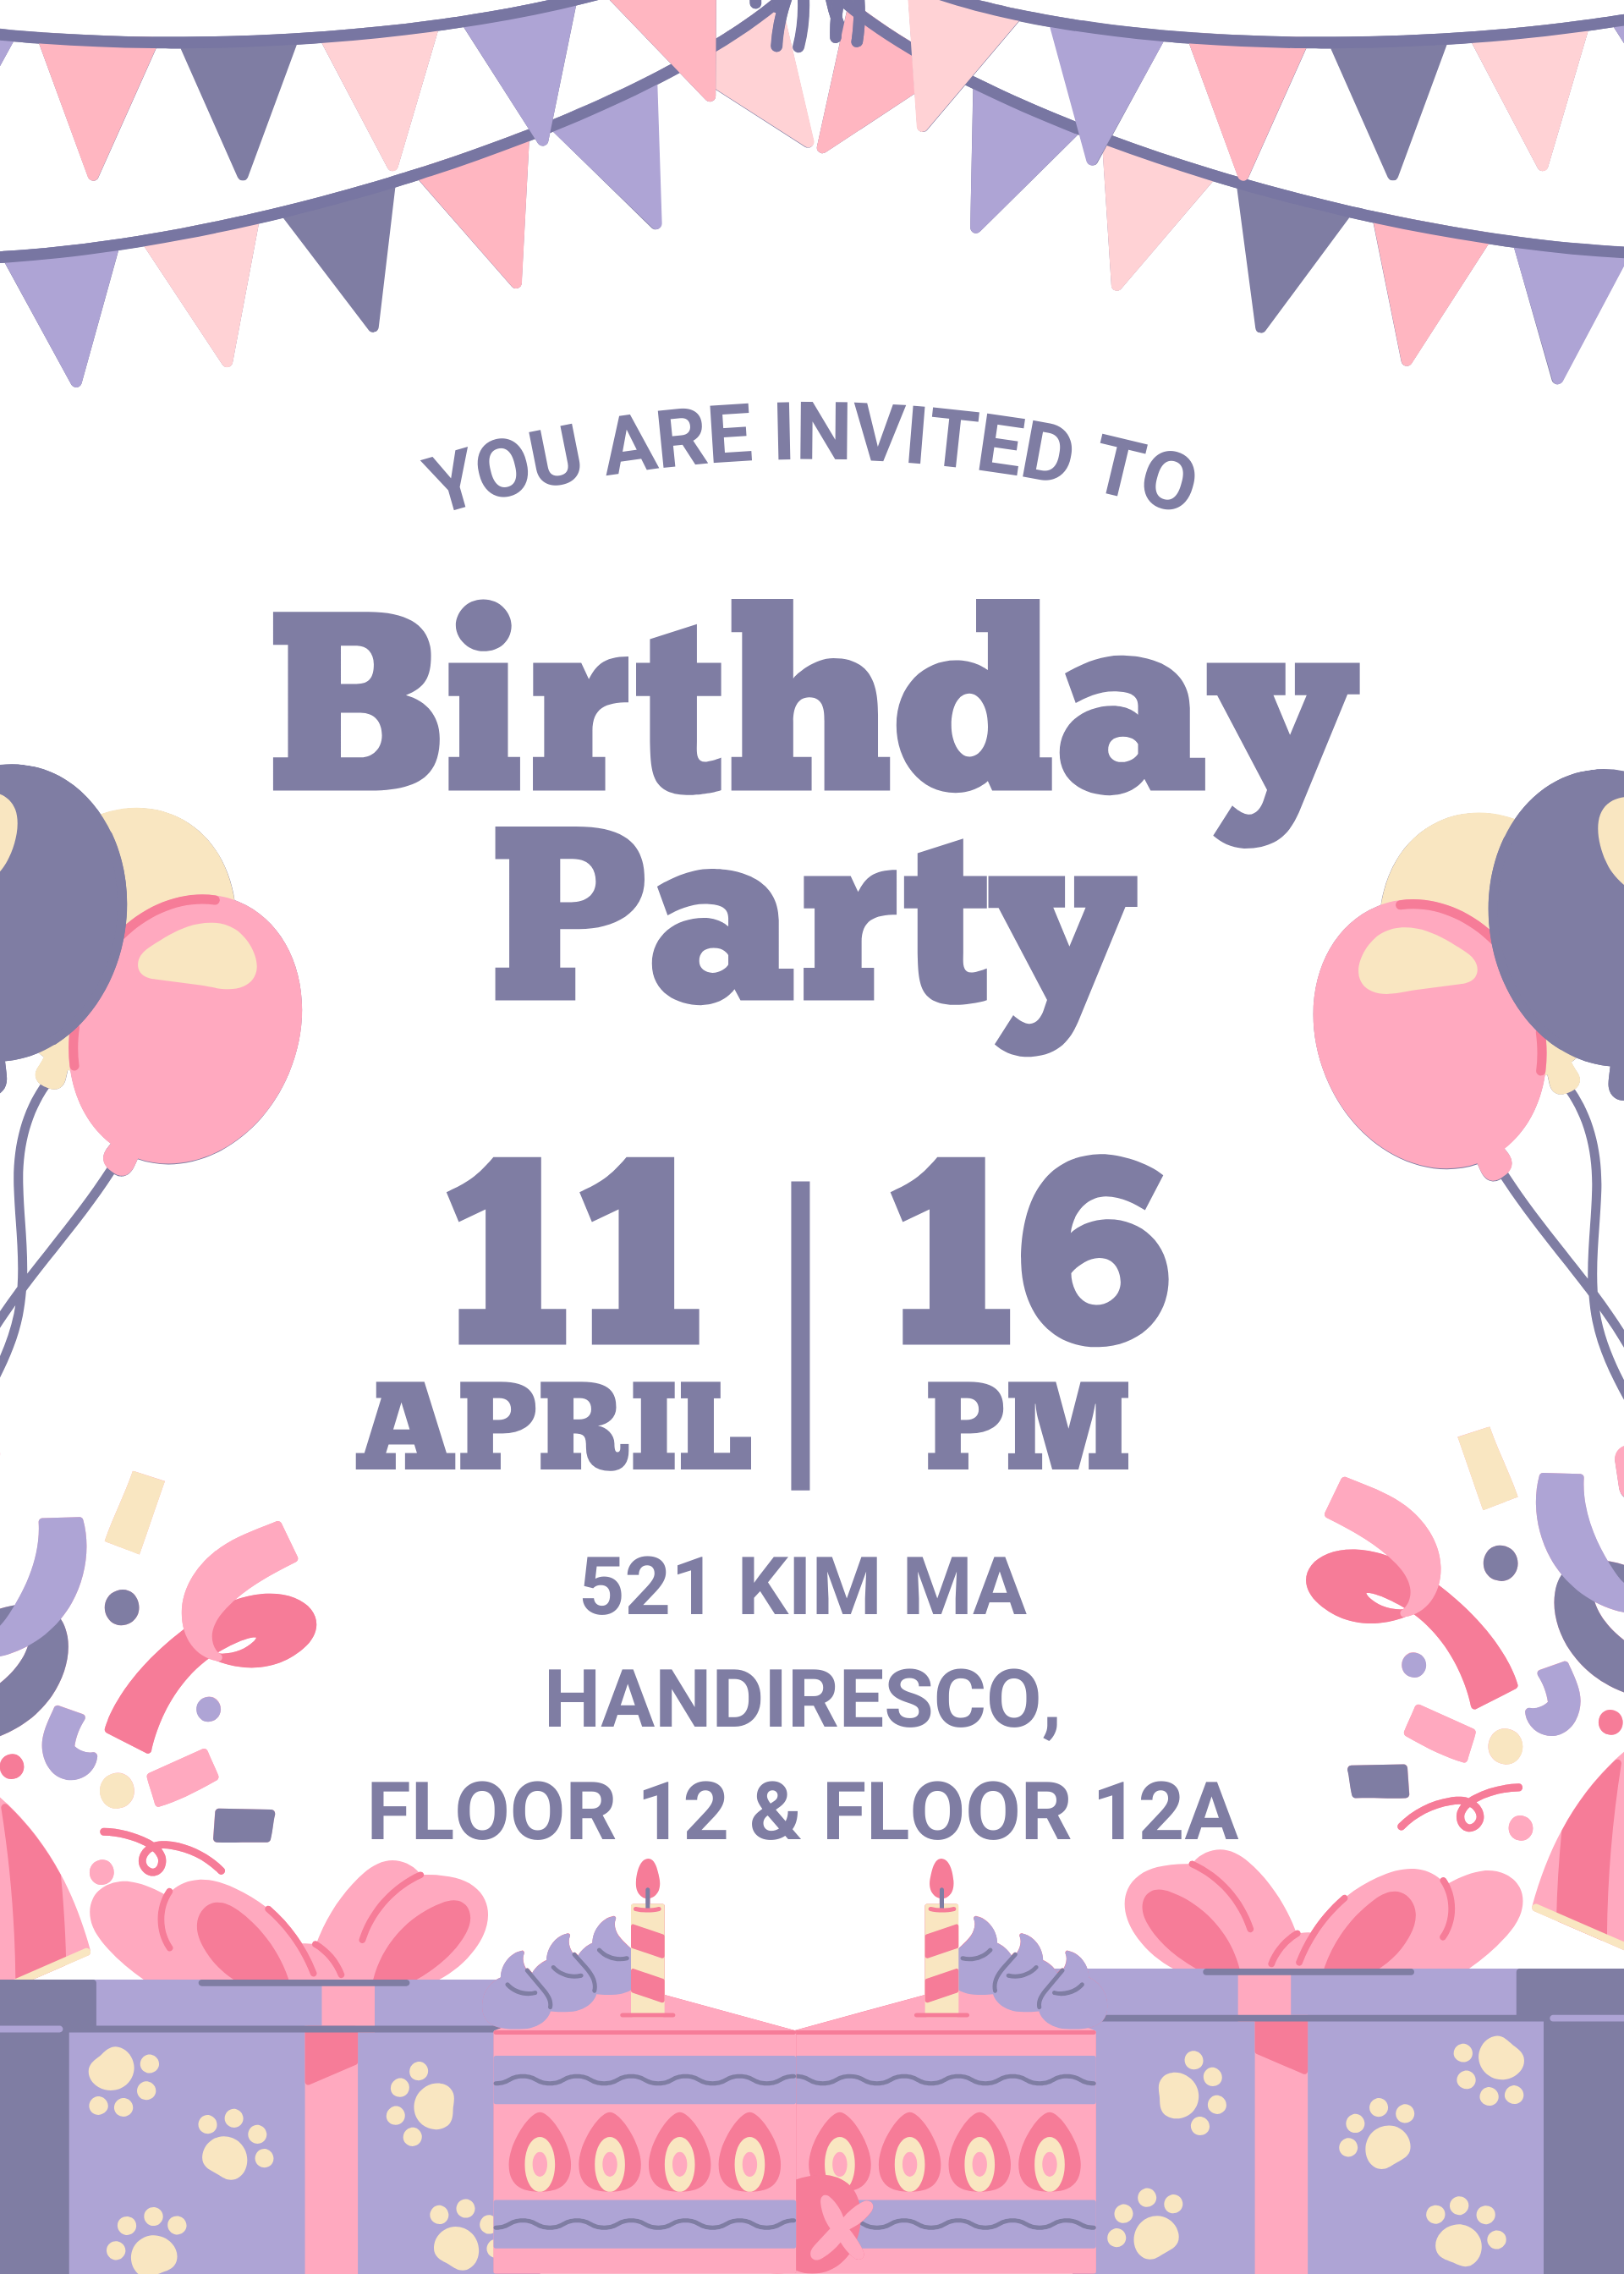 YOU ARE INVITED TO
Birthday
Party
11 | 16
APRIL PM
521 KIM MA
HANDIRESCO,
FLOOR 12 & FLOOR 12A